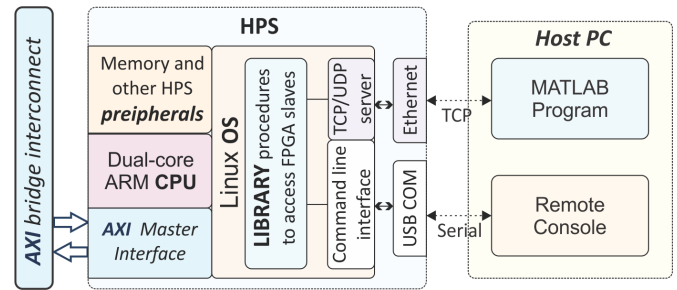 AXI bridge interconnect
HPS
Memory and
other HPS
preipherals
Dual-core
ARM CPU
AXI Master
Interface
Linux OS
LIBRARY procedures
to access FPGA slaves
TCP/UDP
server
Command line
interface
Ethernet
USB COM
TCP
Serial
Host PC
MATLAB
Program
Remote
Console